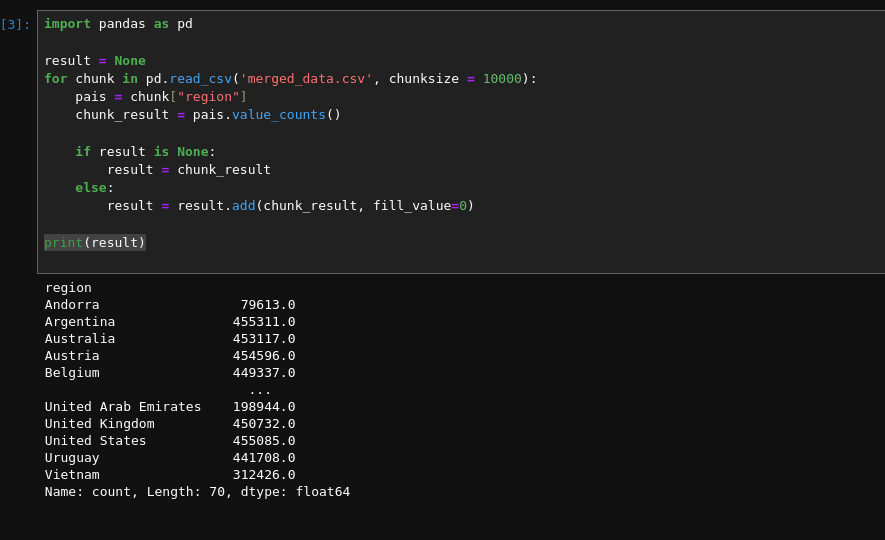 [3]:
import pandas as pd
result = None
for chunk in pd.read_csv('merged_data.csv', chunksize = 10000):
    pais = chunk["region"]
    chunk_result = pais.value_counts()
    if result is None:
        result = chunk_result
    else:
        result = result.add(chunk_result, fill_value=0)
print(result)
region
Andorra                  79613.0
Argentina               455311.0
Australia               453117.0
Austria                 454596.0
Belgium                 449337.0
                          ...
United Arab Emirates    198944.0
United Kingdom          450732.0
United States           455085.0
Uruguay                 441708.0
Vietnam                 312426.0
Name: count, Length: 70, dtype: float64